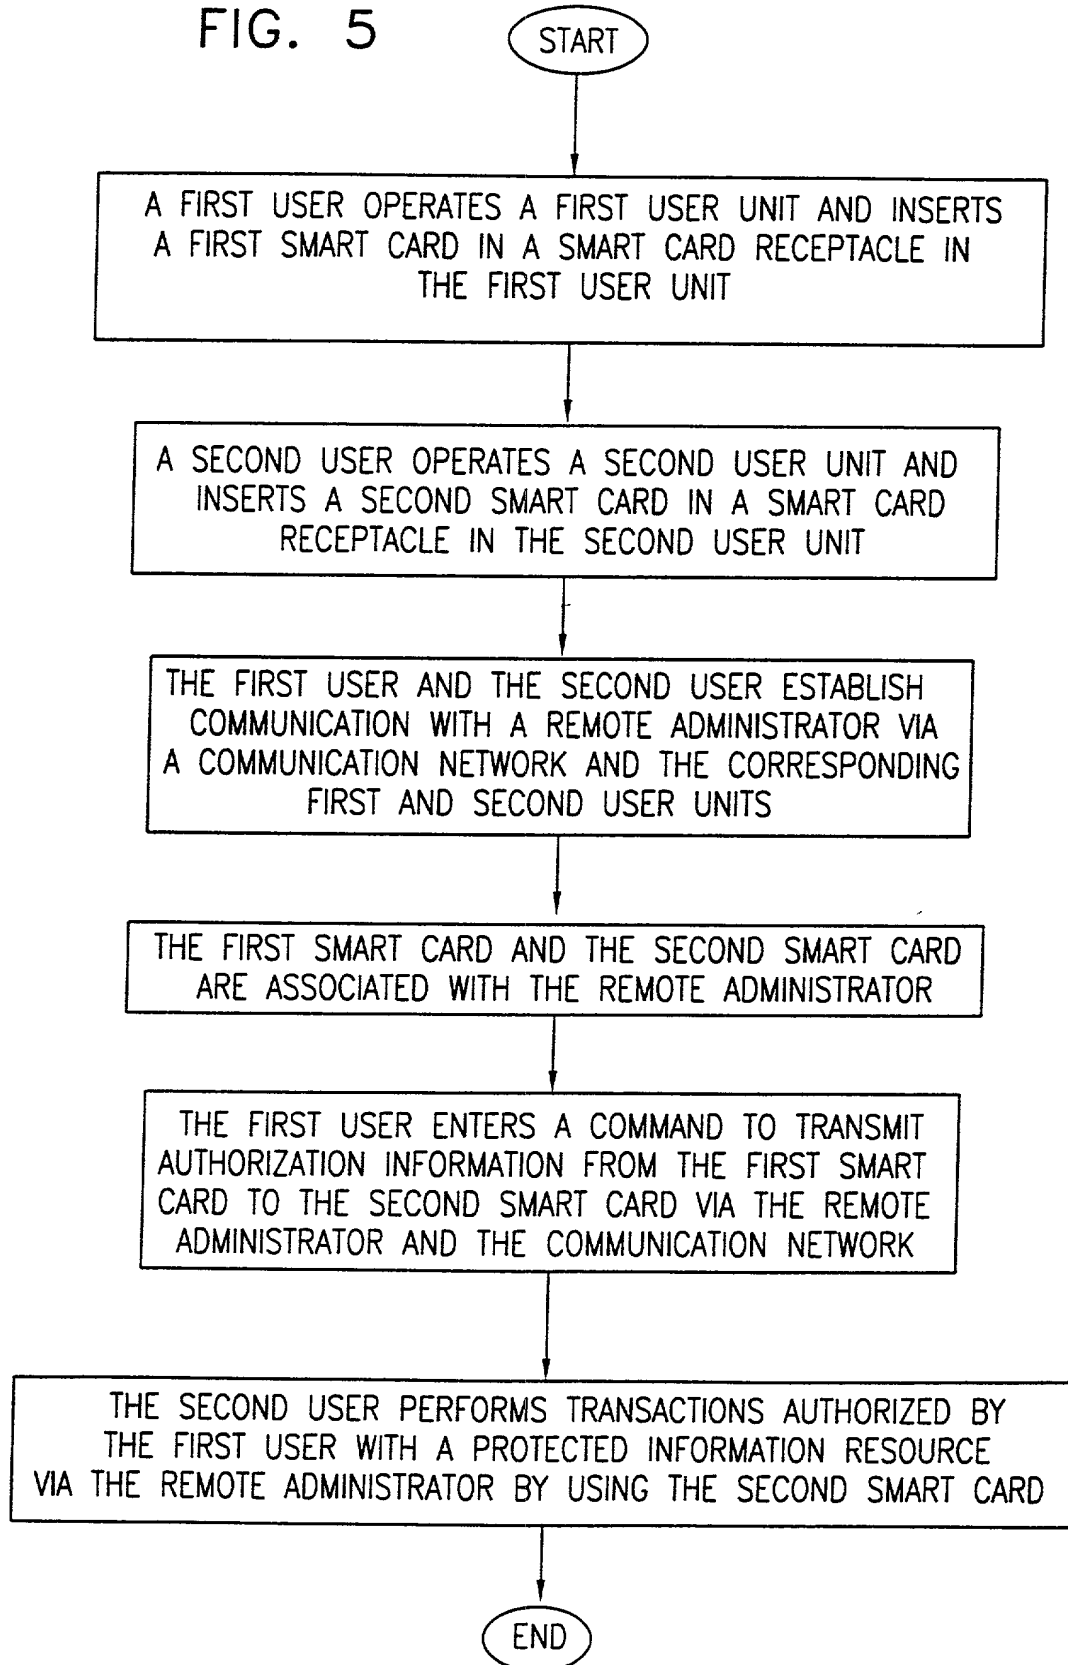 FIG. 5
START
A FIRST USER OPERATES A FIRST USER UNIT AND INSERTS
A FIRST SMART CARD IN A SMART CARD RECEPTACLE IN
THE FIRST USER UNIT
A SECOND USER OPERATES A SECOND USER UNIT AND
INSERTS A SECOND SMART CARD IN A SMART CARD
RECEPTACLE IN THE SECOND USER UNIT
THE FIRST USER AND THE SECOND USER ESTABLISH
COMMUNICATION WITH A REMOTE ADMINISTRATOR VIA
A COMMUNICATION NETWORK AND THE CORRESPONDING
FIRST AND SECOND USER UNITS
THE FIRST SMART CARD AND THE SECOND SMART CARD
ARE ASSOCIATED WITH THE REMOTE ADMINISTRATOR
THE FIRST USER ENTERS A COMMAND TO TRANSMIT
AUTHORIZATION INFORMATION FROM THE FIRST SMART
CARD TO THE SECOND SMART CARD VIA THE REMOTE
ADMINISTRATOR AND THE COMMUNICATION NETWORK
THE SECOND USER PERFORMS TRANSACTIONS AUTHORIZED BY
THE FIRST USER WITH A PROTECTED INFORMATION RESOURCE
VIA THE REMOTE ADMINISTRATOR BY USING THE SECOND SMART CARD
END